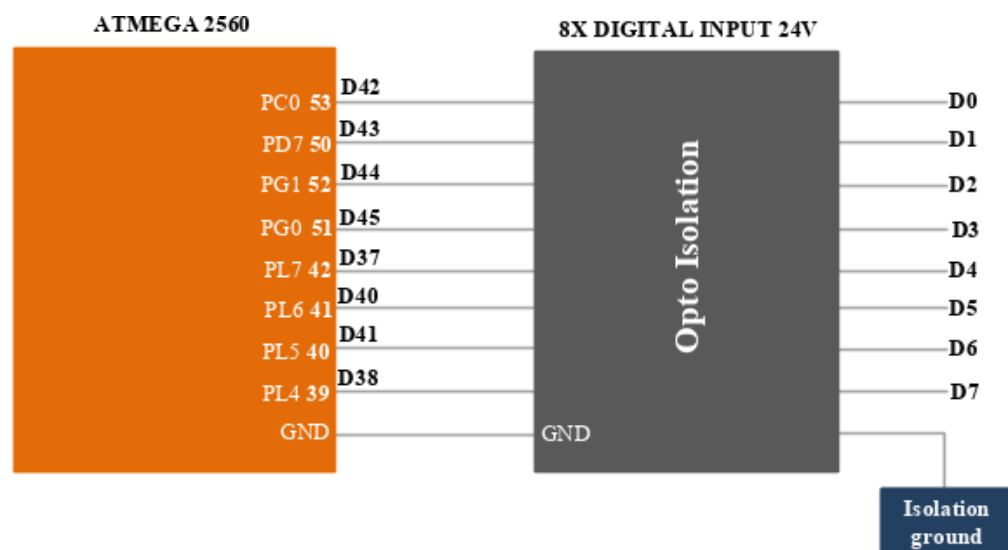 ATMEGA 2560
8X DIGITAL INPUT 24V
PC0 53 D42 D0
PD7 50 D43 D1
PG1 52 D44 D2
PG0 51 D45 D3
PL7 42 D37 D4
PL6 41 D40 D5
PL5 40 D41 D6
PL4 39 D38 D7
GND GND
Opto Isolation
Isolation
ground